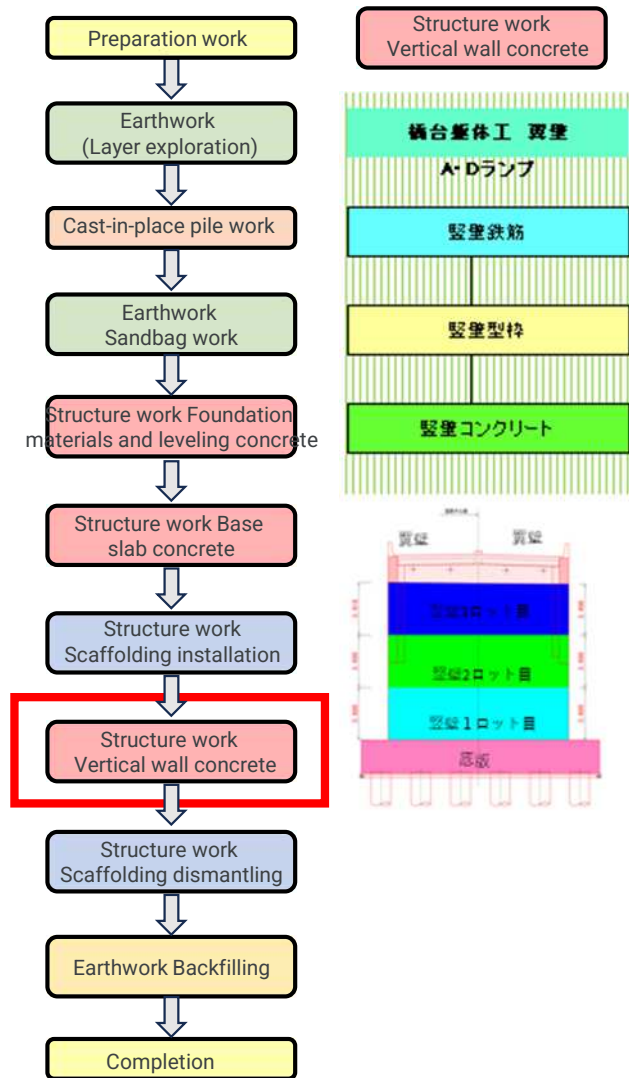 Preparation work
Earthwork
(Layer exploration)
Cast-in-place pile work
Earthwork
Sandbag work
Structure work Foundation
materials and leveling concrete
Structure work Base
slab concrete
Structure work
Scaffolding installation
Structure work
Vertical wall concrete
Structure work
Scaffolding dismantling
Earthwork Backfilling
Completion
Structure work
Vertical wall concrete
橋台躯体工 翼壁
A・Dランプ
竪壁鉄筋
竪壁型枠
竪壁コンクリート
翼壁 翼壁
竪壁3ロット目
竪壁2ロット目
竪壁1ロット目
底版